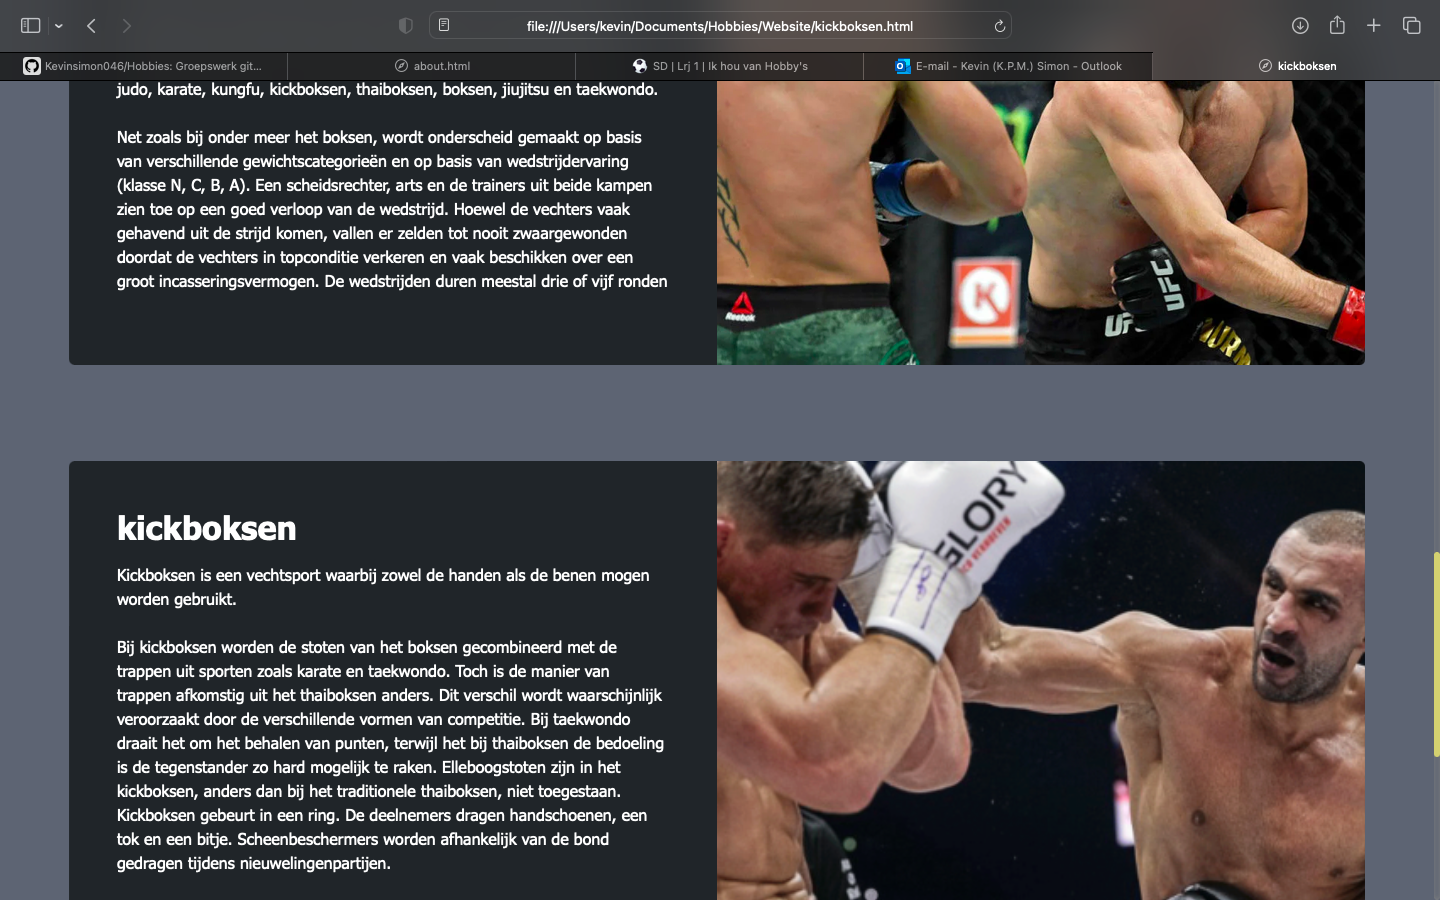 file:///Users/kevin/Documents/Hobbies/Website/kickboksen.html
Kevinsimon046/Hobbies: Groepswerk git...
about.html
SD | Lrj 1 | Ik hou van Hobby's
E-mail - Kevin (K.P.M.) Simon - Outlook
kickboksen
judo, karate, kungfu, kickboksen, thaiboksen, boksen, jiujitsu en taekwondo.
Net zoals bij onder meer het boksen, wordt onderscheid gemaakt op basis
van verschillende gewichtscategorieën en op basis van wedstrijdervaring
(klasse N, C, B, A). Een scheidsrechter, arts en de trainers uit beide kampen
zien toe op een goed verloop van de wedstrijd. Hoewel de vechters vaak
gehavend uit de strijd komen, vallen er zelden tot nooit zwaargewonden
doordat de vechters in topconditie verkeren en vaak beschikken over een
groot incasseringsvermogen. De wedstrijden duren meestal drie of vijf ronden
Reebok
K
UFC
UF
kickboksen
Kickboksen is een vechtsport waarbij zowel de handen als de benen mogen
worden gebruikt.
Bij kickboksen worden de stoten van het boksen gecombineerd met de
trappen uit sporten zoals karate en taekwondo. Toch is de manier van
trappen afkomstig uit het thaiboksen anders. Dit verschil wordt waarschijnlijk
veroorzaakt door de verschillende vormen van competitie. Bij taekwondo
draait het om het behalen van punten, terwijl het bij thaiboksen de bedoeling
is de tegenstander zo hard mogelijk te raken. Elleboogstoten zijn in het
kickboksen, anders dan bij het traditionele thaiboksen, niet toegestaan.
Kickboksen gebeurt in een ring. De deelnemers dragen handschoenen, een
tok en een bitje. Scheenbeschermers worden afhankelijk van de bond
gedragen tijdens nieuwelingenpartijen.
GLORY